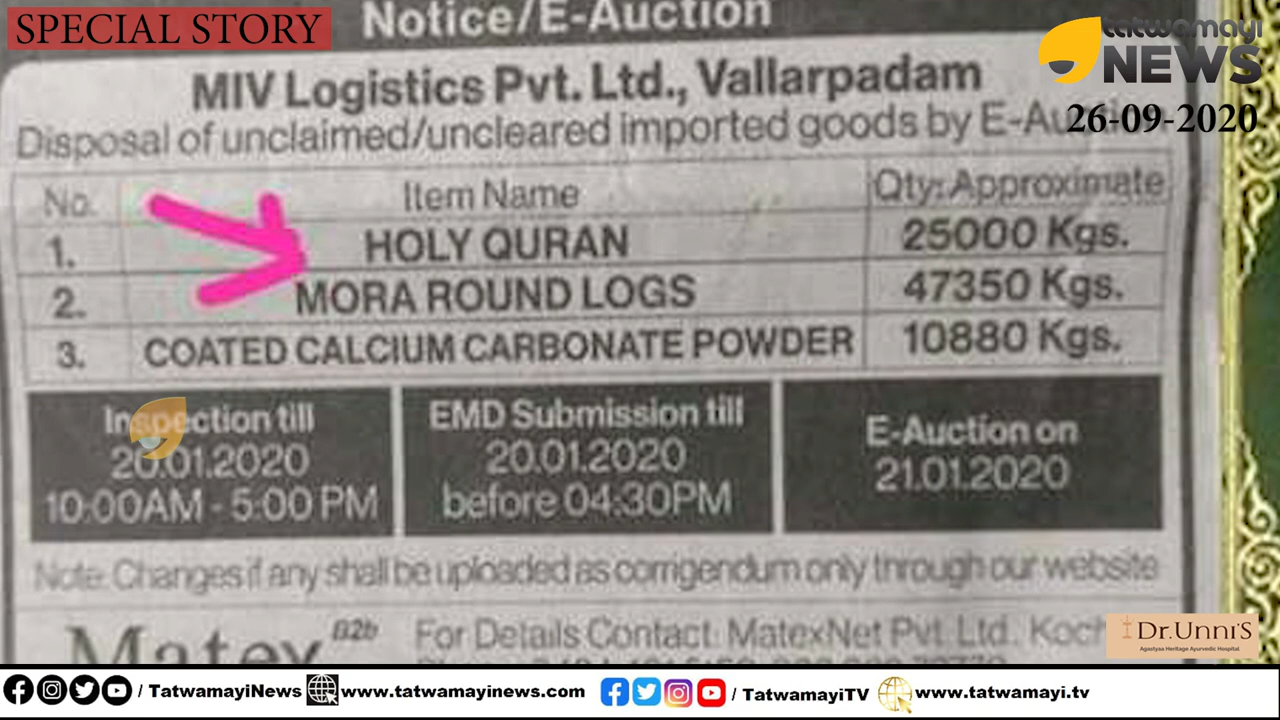 SPECIAL STORY
Notice/E-Auction
tatwamayi
NEWS
26-09-2020
MIV Logistics Pvt. Ltd., Vallarpadam
Disposal of unclaimed/uncleared imported goods by E-Au
No. Item Name Qty: Approximate
1. HOLY QURAN 25000 Kgs.
2. MORA ROUND LOGS 47350 Kgs.
3. COATED CALCIUM CARBONATE POWDER 10880 Kgs.
Inspection till
20.01.2020
10:00AM - 5:00 PM
EMD Submission till
20.01.2020
before 04:30PM
E-Auction on
21.01.2020
Note: Changes if any shall be uploaded as corrigendum only through our website
Matex B2b
For Details Contact: MatexNet Pvt. Ltd., Koch
Dr.Unni'S
Agastyaa Heritage Ayurvedic Hospital
/ TatwamayiNews www.tatwamayinews.com / TatwamayiTV www.tatwamayi.tv